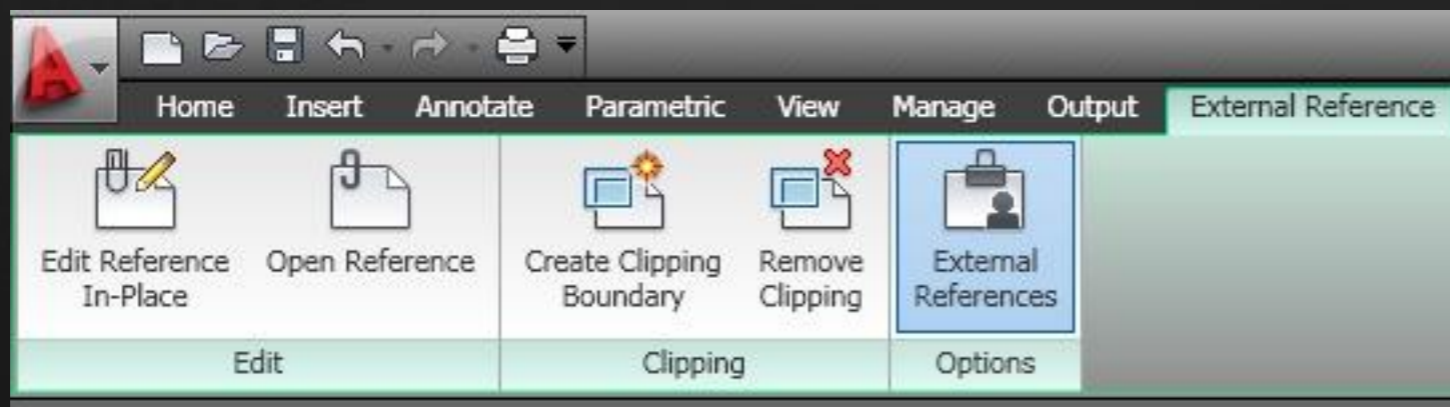 Home Insert Annotate Parametric View Manage Output External Reference
Edit Reference
In-Place
Open Reference
Create Clipping
Boundary
Remove
Clipping
External
References
Edit
Clipping
Options